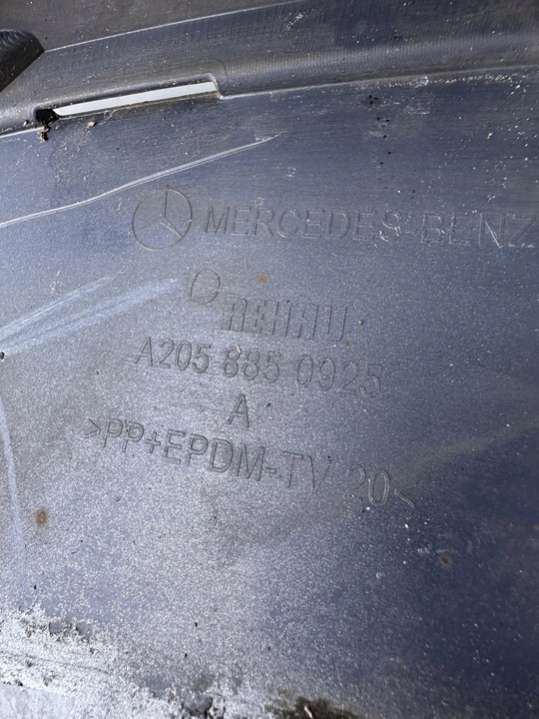 MERCEDES-BENZ
REHAU
A205 885 0925
A
>PP+EPDM-TV 20<